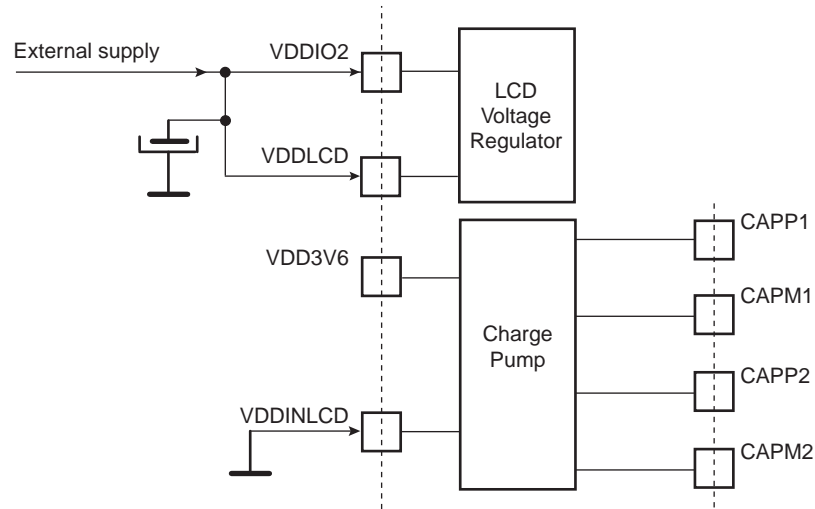 External supply
VDDIO2
LCD
Voltage
Regulator
VDDLCD
VDD3V6
Charge
Pump
VDDINLCD
CAPP1
CAPM1
CAPP2
CAPM2